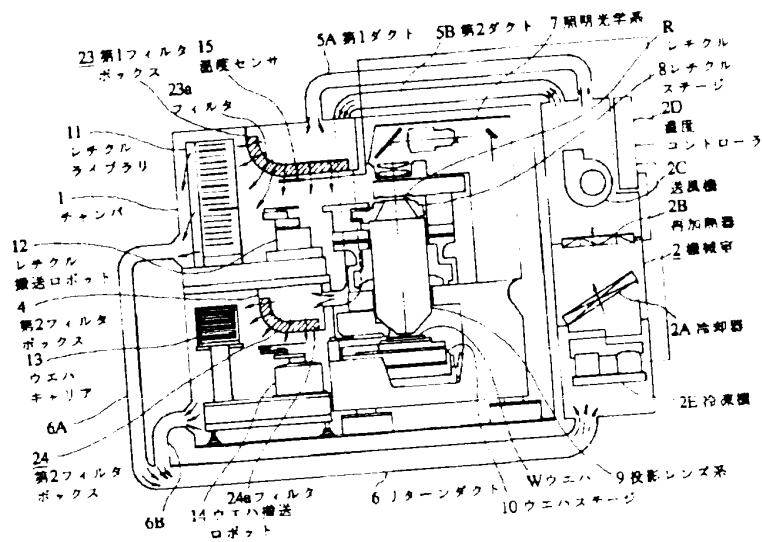 23 第1フィルタ
ボックス
15
温度センサ
5A 第1ダクト
5B 第2ダクト
7 照明光学系
R
レチクル
8 レチクル
ステージ
23a
フィルタ
11
レチクル
ライブラリ
1
チャンバ
12
レチクル
搬送ロボット
4
第2フィルタ
ボックス
13
ウエハ
キャリア
6A
24
第2フィルタ
ボックス
6B
24aフィルタ
14 ウエハ搬送
ロボット
6 リターンダクト
Wウエハ
10 ウエハステージ
9 投影レンズ系
2D
温度
コントローラ
2C
送風機
2B
再加熱器
2 機械室
2A 冷却器
2E 冷凍機